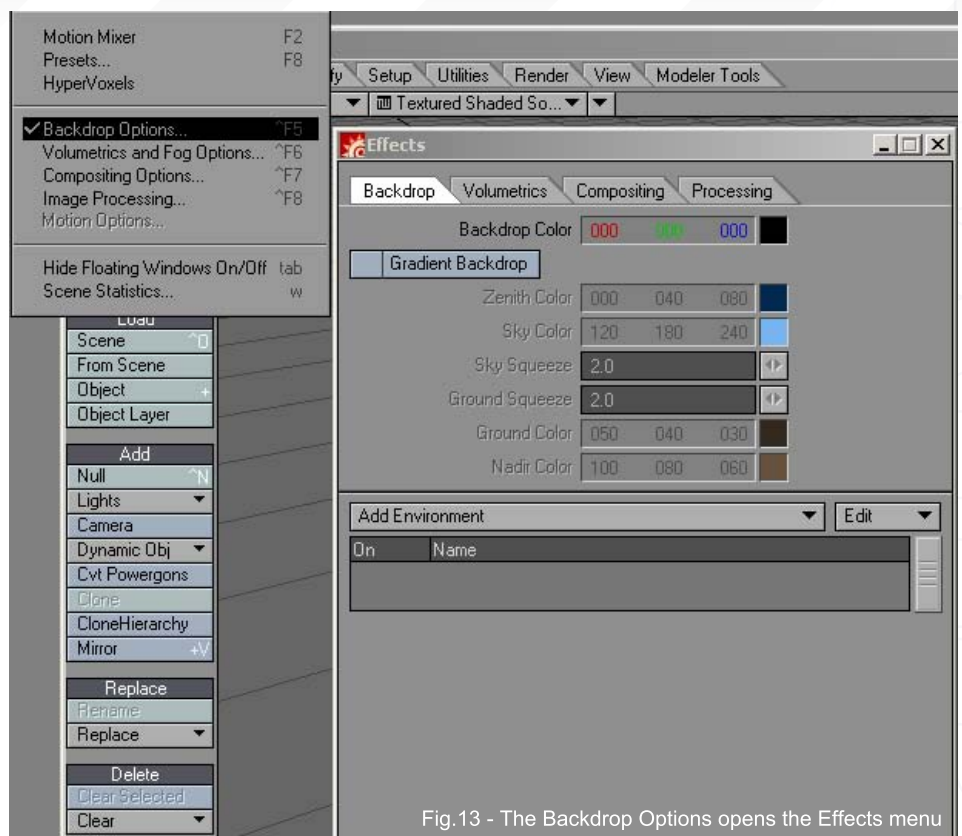 Motion Mixer F2
Presets... F8
HyperVoxels
Backdrop Options... ^F5
Volumetrics and Fog Options... ^F6
Compositing Options... ^F7
Image Processing... ^F8
Motion Options...
Hide Floating Windows On/Off tab
Scene Statistics... w
fy Setup Utilities Render View Modeler Tools
Textured Shaded So...
Load
Scene ^O
From Scene
Object +
Object Layer
Add
Null ^N
Lights
Camera
Dynamic Obj
Cvt Powergons
Clone
CloneHierarchy
Mirror +V
Replace
Rename
Replace
Delete
Clear Selected
Clear
Effects
Backdrop Volumetrics Compositing Processing
Backdrop Color 000 000 000
Gradient Backdrop
Zenith Color 000 040 080
Sky Color 120 180 240
Sky Squeeze 2.0
Ground Squeeze 2.0
Ground Color 050 040 030
Nadir Color 100 080 060
Add Environment Edit
On Name
Fig.13 - The Backdrop Options opens the Effects menu